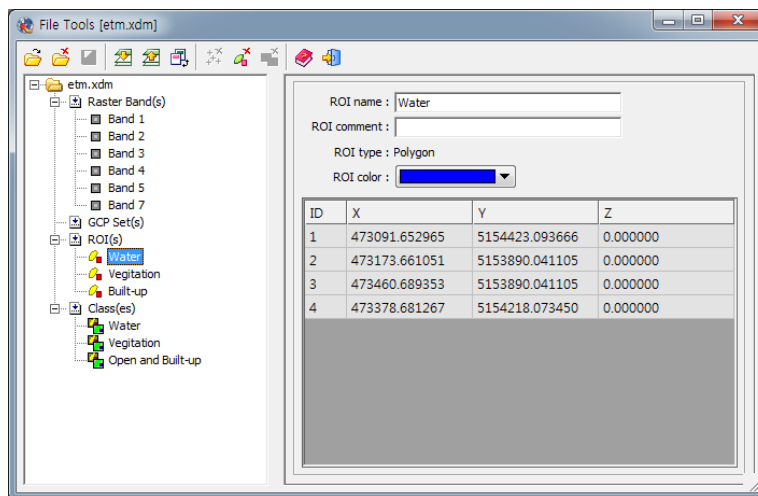 File Tools [etm.xdm]
etm.xdm
Raster Band(s)
Band 1
Band 2
Band 3
Band 4
Band 5
Band 7
GCP Set(s)
ROI(s)
Water
Vegitation
Built-up
Class(es)
Water
Vegitation
Open and Built-up
ROI name : Water
ROI comment :
ROI type : Polygon
ROI color :
ID X Y Z
1 473091.652965 5154423.093666 0.000000
2 473173.661051 5153890.041105 0.000000
3 473460.689353 5153890.041105 0.000000
4 473378.681267 5154218.073450 0.000000